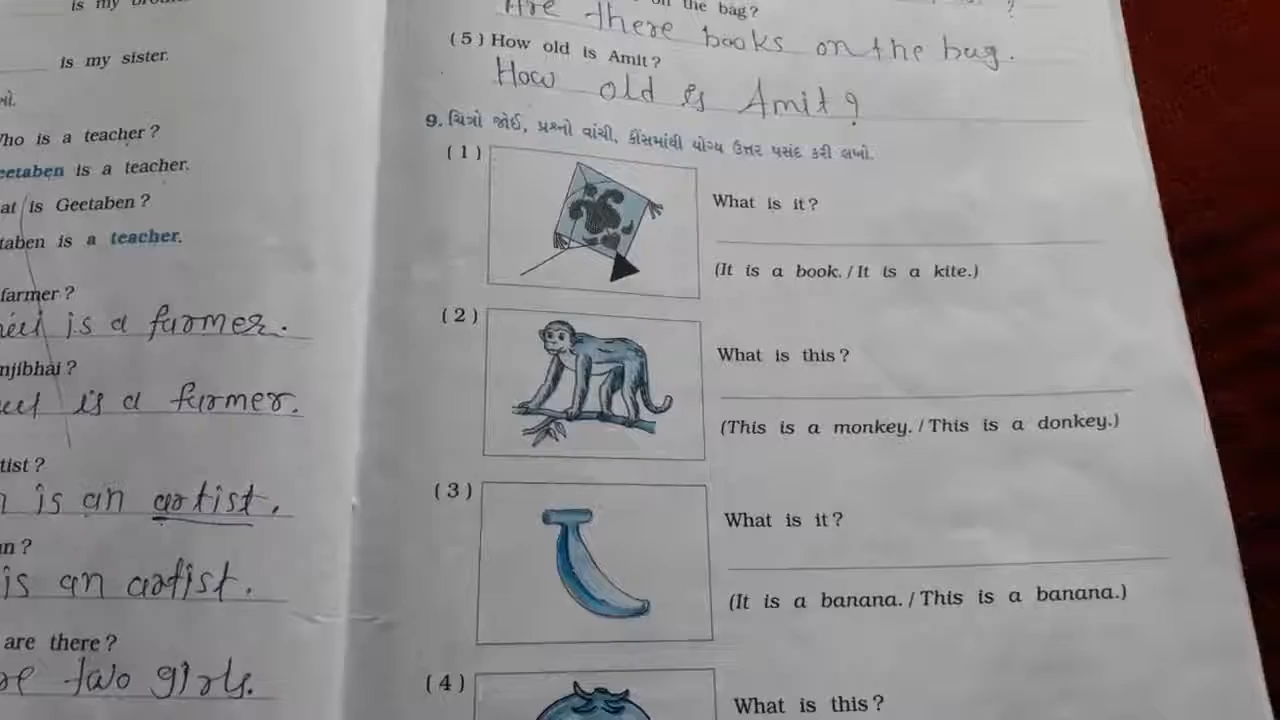 is my
is my sister.
Who is a teacher ?
Geetaben is a teacher.
is Geetaben ?
is a teacher.
farmer ?
is a farmer.
is a farmer.
is an artist.
is an artist.
are there ?
two girls.
the bag ?
Are there books on the bag.
( 5 ) How old is Amit ?
How old is Amit ?
9. ચિત્રો જોઈ, પ્રશ્નો વાંચી, કૌંસમાંથી યોગ્ય ઉત્તર પસંદ કરી લખો.
( 1 )
What is it ?
(It is a book. / It is a kite.)
( 2 )
What is this ?
(This is a monkey. / This is a donkey.)
( 3 )
What is it ?
(It is a banana. / This is a banana.)
( 4 )
What is this ?